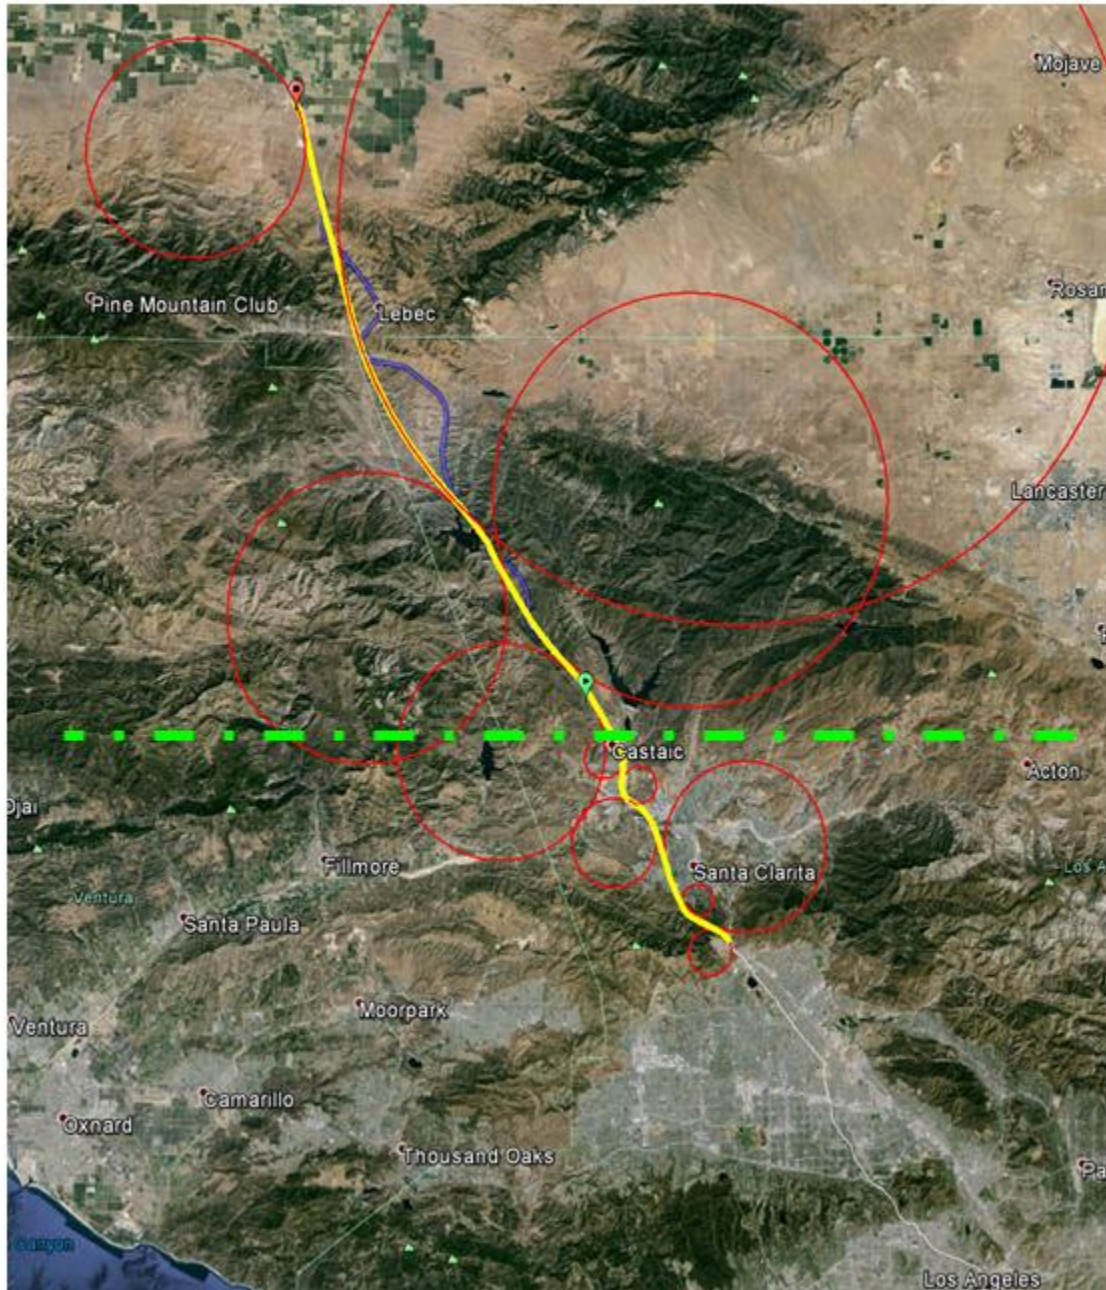 Mojave
Pine Mountain Club
Lebec
Rosar
Lancaster
Castaic
Acton
Ojai
Fillmore
Santa Clarita
Los A
Ventura
Santa Paula
Moorpark
Ventura
Camarillo
Oxnard
Thousand Oaks
Pa
Canyon
Los Angeles